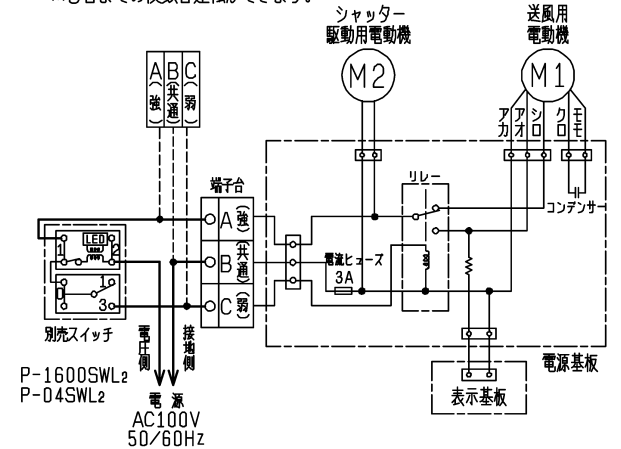 シャッター
駆動用電動機
送風用
電動機
M2
M1
A(強)
B(共通)
C(弱)
アカ
アオ
シロ
クロ
モモ
端子台
リレー
コンデンサー
A(強)
B(共通)
C(弱)
電流ヒューズ
3A
LED
1
2
1
0
3
別売スイッチ
P-1600SWL2
P-04SWL2
電圧側
接地側
電源
AC100V
50/60Hz
電源基板
表示基板